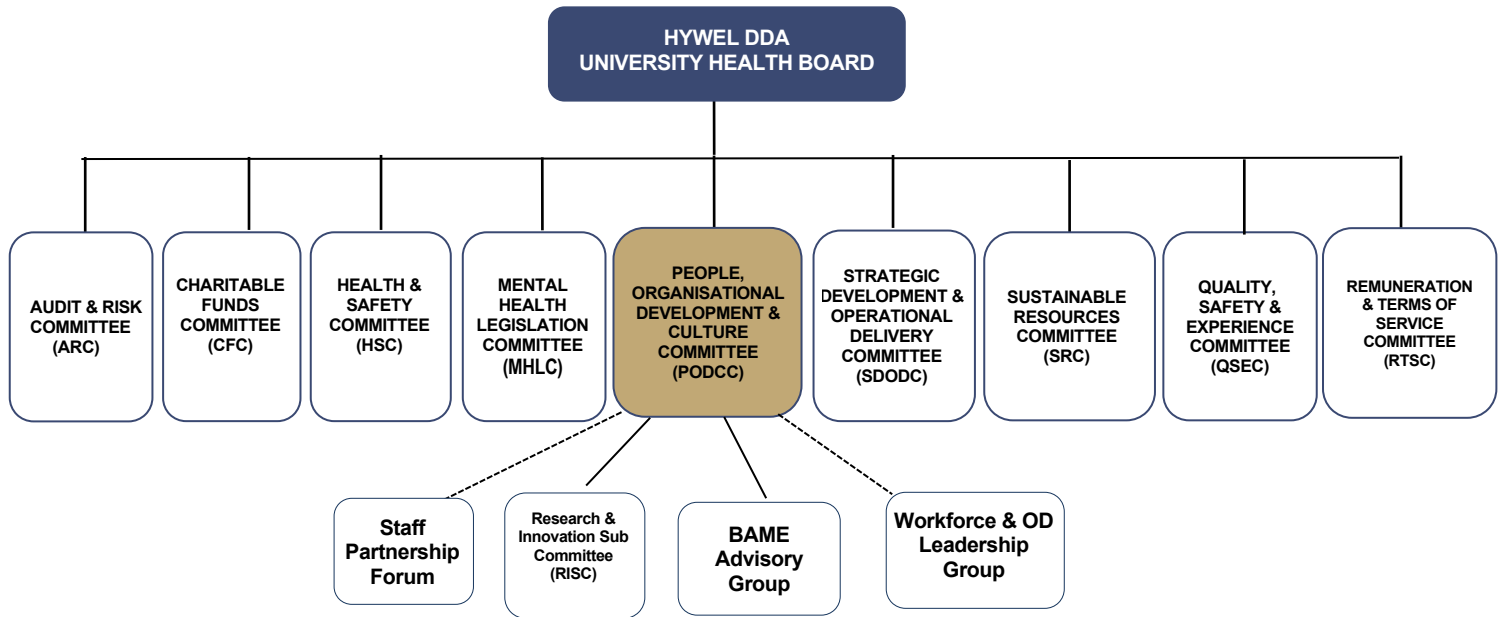 HYWEL DDA
UNIVERSITY HEALTH BOARD
AUDIT & RISK
COMMITTEE
(ARC)
CHARITABLE
FUNDS
COMMITTEE
(CFC)
HEALTH &
SAFETY
COMMITTEE
(HSC)
MENTAL
HEALTH
LEGISLATION
COMMITTEE
(MHLC)
PEOPLE,
ORGANISATIONAL
DEVELOPMENT &
CULTURE
COMMITTEE
(PODCC)
STRATEGIC
DEVELOPMENT &
OPERATIONAL
DELIVERY
COMMITTEE
(SDODC)
SUSTAINABLE
RESOURCES
COMMITTEE
(SRC)
QUALITY,
SAFETY &
EXPERIENCE
COMMITTEE
(QSEC)
REMUNERATION
& TERMS OF
SERVICE
COMMITTEE
(RTSC)
Staff
Partnership
Forum
Research &
Innovation Sub
Committee
(RISC)
BAME
Advisory
Group
Workforce & OD
Leadership
Group